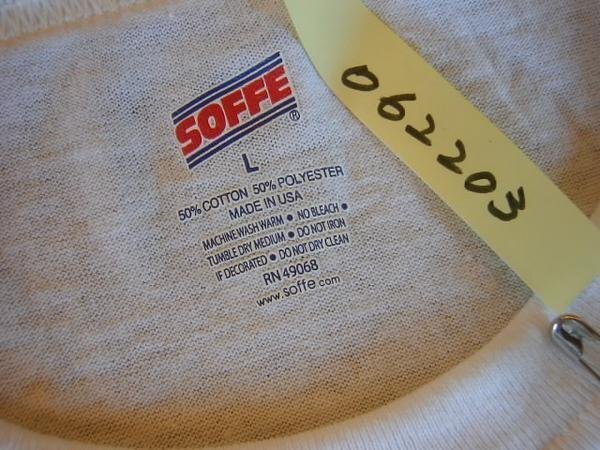 SOFFE®
L
50% COTTON 50% POLYESTER
MADE IN USA
MACHINE WASH WARM • NO BLEACH •
TUMBLE DRY MEDIUM • DO NOT IRON
IF DECORATED • DO NOT DRY CLEAN
RN 49068
www.soffe.com
062203